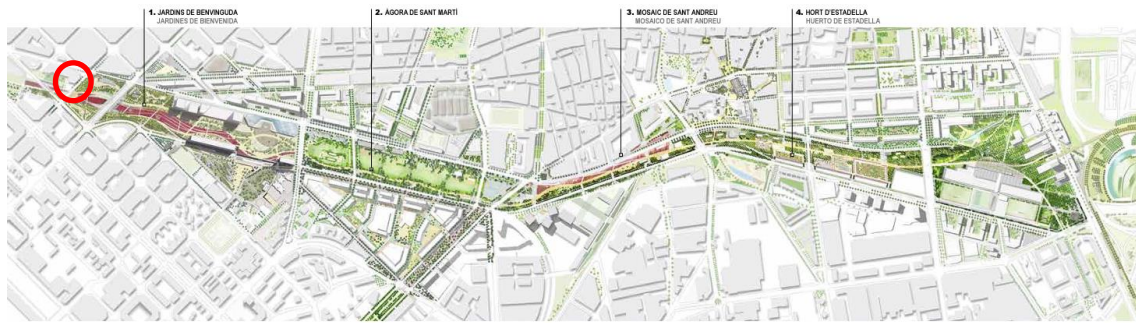 1. JARDINS DE BENVINGUDA
JARDINES DE BIENVENIDA
2. ÀGORA DE SANT MARTÍ
3. MOSAIC DE SANT ANDREU
MOSAICO DE SANT ANDREU
4. HORT D'ESTADELLA
HUERTO DE ESTADELLA